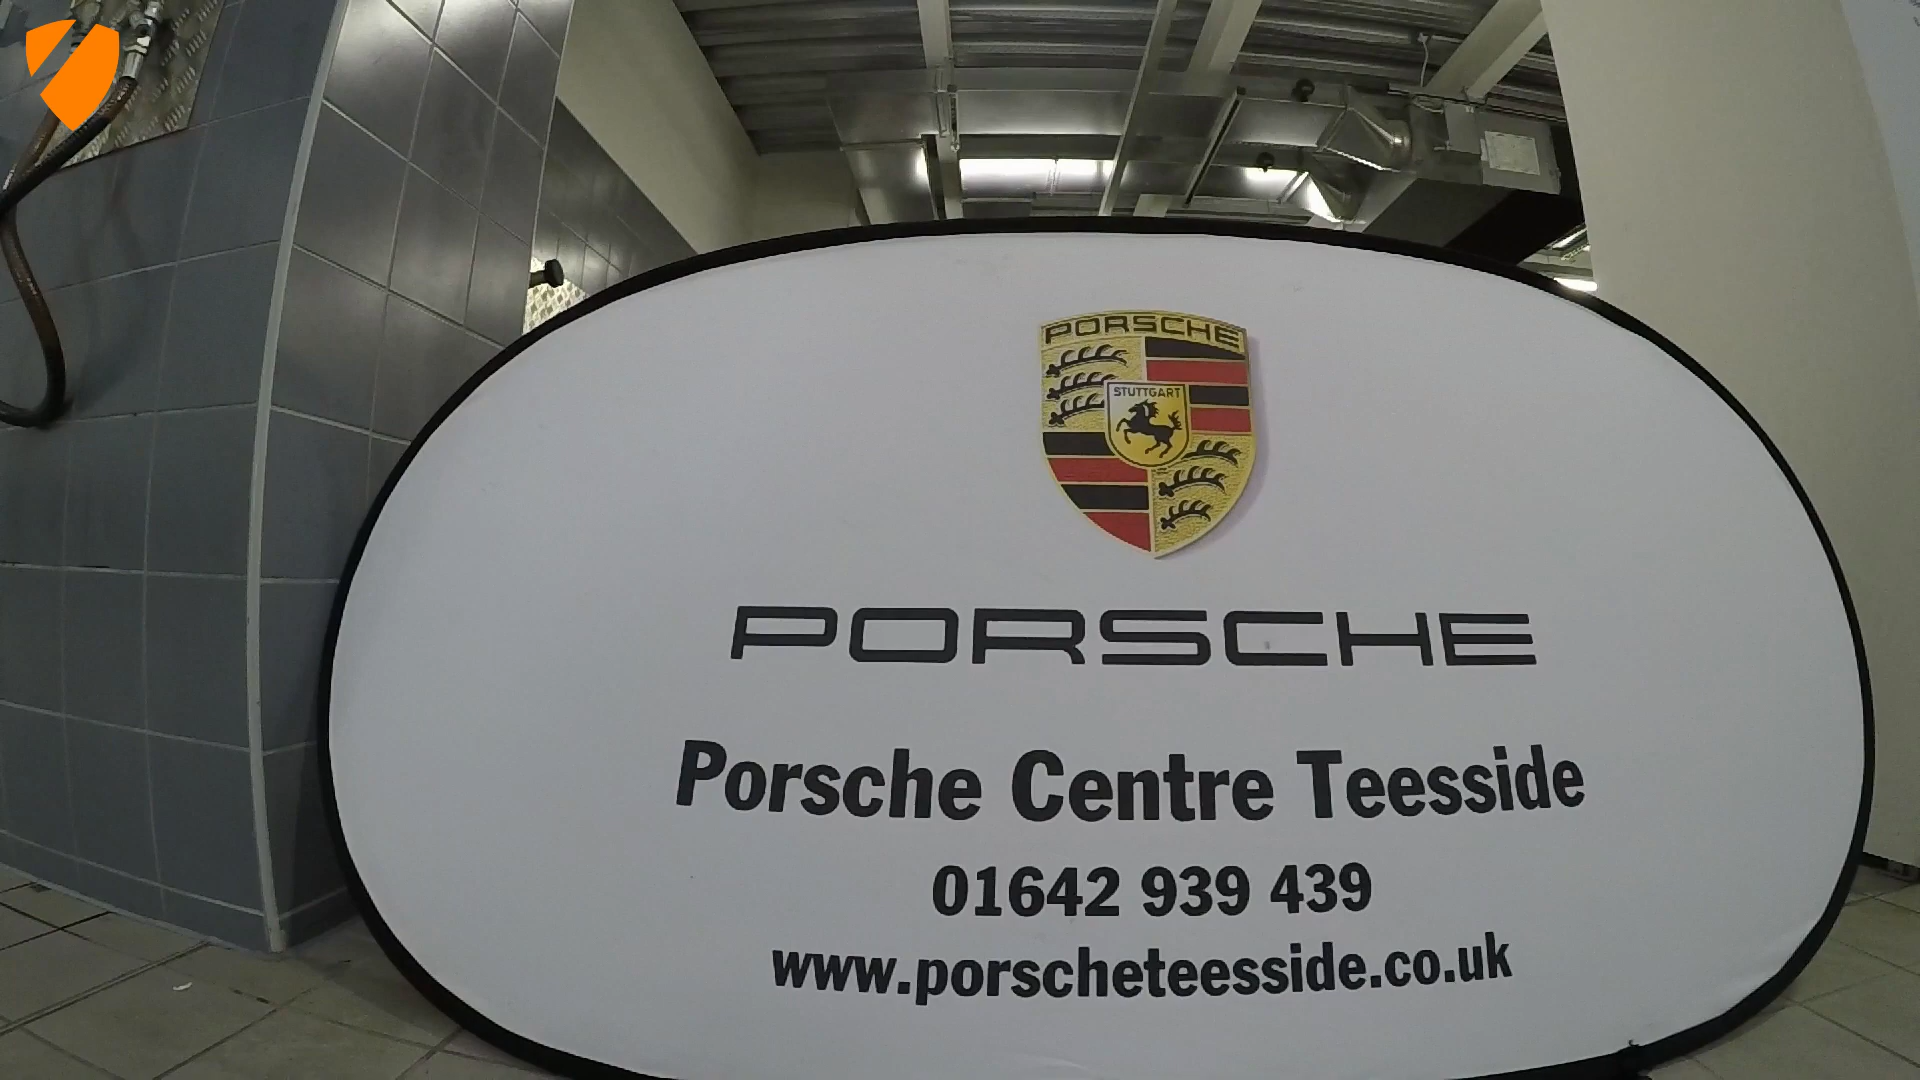 PORSCHE
STUTTGART
PORSCHE
Porsche Centre Teesside
01642 939 439
www.porscheteesside.co.uk